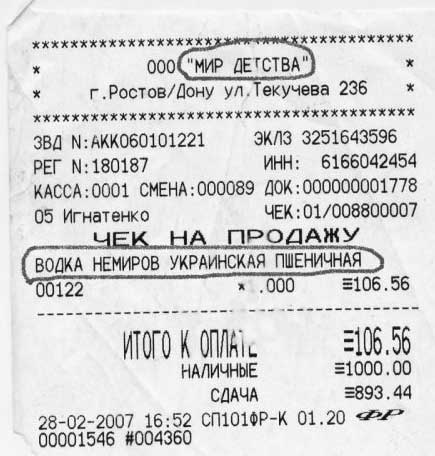 ****************************************
* ООО "МИР ДЕТСТВА" *
* г.Ростов/Дону ул.Текучева 236 *
****************************************
ЗВД N:АКК060101221 ЭКЛЗ 3251643596
РЕГ N:180187 ИНН: 6166042454
КАССА:0001 СМЕНА:000089 ДОК:000000001778
05 Игнатенко ЧЕК:01/008800007
ЧЕК НА ПРОДАЖУ
ВОДКА НЕМИРОВ УКРАИНСКАЯ ПШЕНИЧНАЯ
00122 * .000 ≡106.56
----------------------------------------
ИТОГО К ОПЛАТЕ ≡106.56
НАЛИЧНЫЕ ≡1000.00
СДАЧА ≡893.44
28-02-2007 16:52 СП101ФР-К 01.20 ФР
00001546 #004360